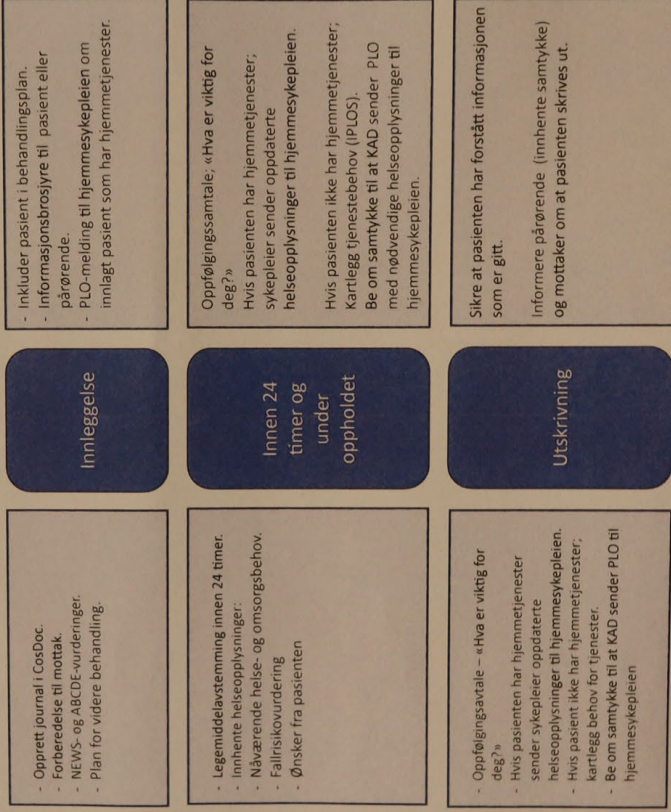 - Opprett journal i CosDoc.
- Forberedelse til mottak.
- NEWS- og ABCDE-vurderinger.
- Plan for videre behandling.
Innleggelse
- Inkluder pasient i behandlingsplan.
- Informasjonsbrosjyre til pasient eller
pårørende.
- PLO-melding til hjemmesykepleien om
innlagt pasient som har hjemmetjenester.
- Legemiddelavstemming innen 24 timer.
- Innhente helseopplysninger:
- Nåværende helse- og omsorgsbehov.
- Fallrisikovurdering
- Ønsker fra pasienten
Innen 24
timer og
under
oppholdet
Oppfølgingssamtale; «Hva er viktig for
deg?»
Hvis pasienten har hjemmetjenester;
sykepleier sender oppdaterte
helseopplysninger til hjemmesykepleien.
Hvis pasienten ikke har hjemmetjenester;
Kartlegg tjenestebehov (IPLOS).
Be om samtykke til at KAD sender PLO
med nødvendige helseopplysninger til
hjemmesykepleien.
- Oppfølgingsavtale – «Hva er viktig for
deg?»
- Hvis pasienten har hjemmetjenester
sender sykepleier oppdaterte
helseopplysninger til hjemmesykepleien.
- Hvis pasient ikke har hjemmetjenester;
kartlegg behov for tjenester.
- Be om samtykke til at KAD sender PLO til
hjemmesykepleien
Utskrivning
Sikre at pasienten har forstått informasjonen
som er gitt.
Informere pårørende (innhente samtykke)
og mottaker om at pasienten skrives ut.